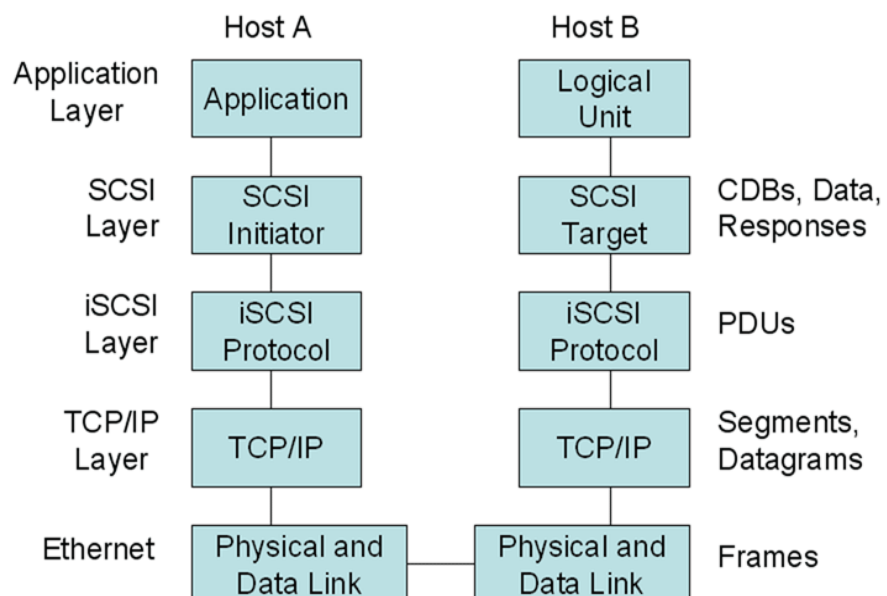 Host A
Host B
Application
Layer
Application
Logical
Unit
SCSI
Layer
SCSI
Initiator
SCSI
Target
CDBs, Data,
Responses
iSCSI
Layer
iSCSI
Protocol
iSCSI
Protocol
PDUs
TCP/IP
Layer
TCP/IP
TCP/IP
Segments,
Datagrams
Ethernet
Physical and
Data Link
Physical and
Data Link
Frames